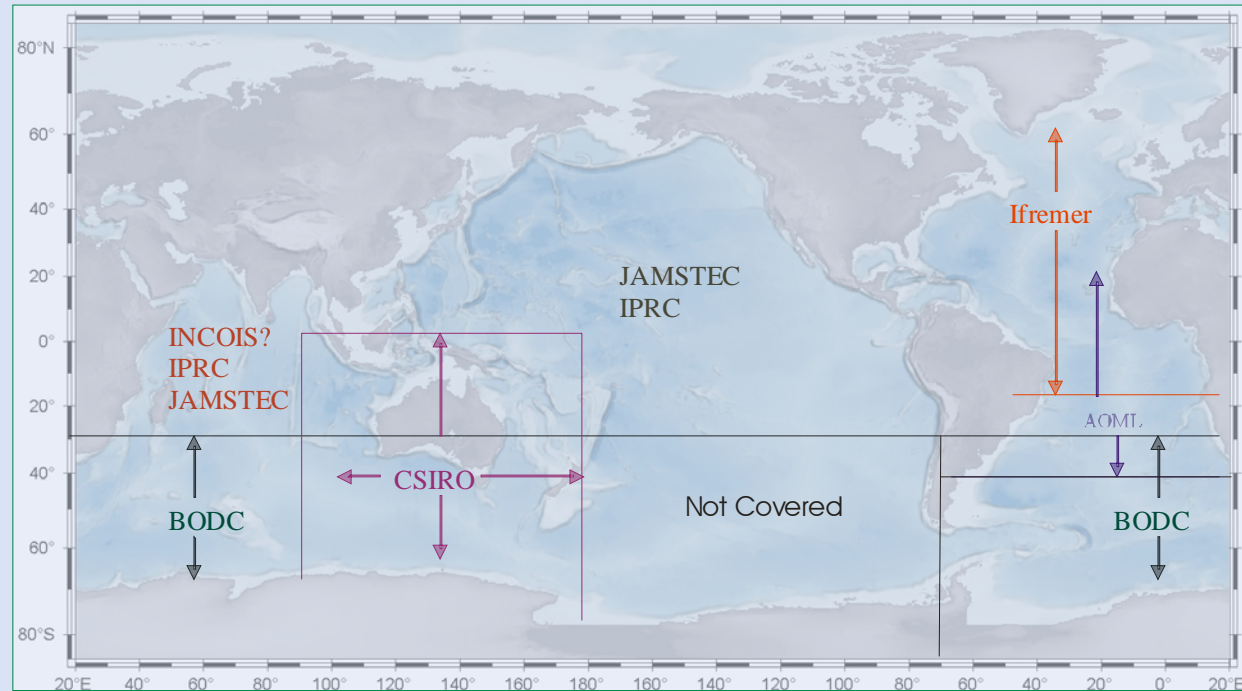 80°N
60°
40°
20°
0°
20°
40°
60°
80°S
Ifremer
JAMSTEC
IPRC
INCOIS?
IPRC
JAMSTEC
AOML
CSIRO
Not Covered
BODC
BODC
20°E 40° 60° 80° 100° 120° 140° 160° 180° 160° 140° 120° 100° 80° 60° 40° 20° 0° 20°E